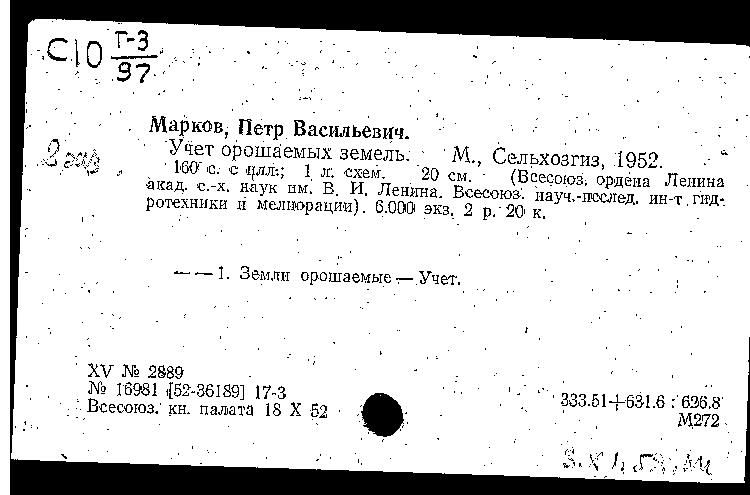 С10 Г-3
97
Марков, Петр Васильевич.
2 экз.
Учет орошаемых земель. М., Сельхозгиз, 1952.
160 с. с илл.; 1 л. схем. 20 см. (Всесоюз. ордена Ленина
акад. с.-х. наук им. В. И. Ленина. Всесоюз. науч.-исслед. ин-т гид-
ротехники и мелиорации). 6.000 экз. 2 р. 20 к.
— — 1. Земли орошаемые — Учет.
XV № 2889
№ 16981 [52-36189] 17-3
Всесоюз. кн. палата 18 X 52
333.51+631.6 : 626.8
М272